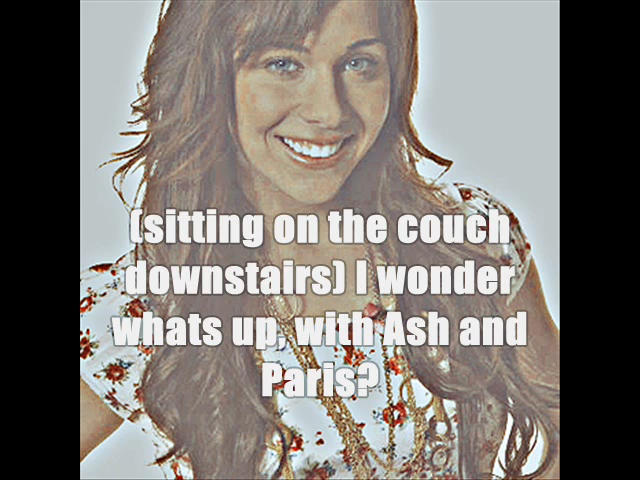 (sitting on the couch
downstairs) I wonder
whats up, with Ash and
Paris?